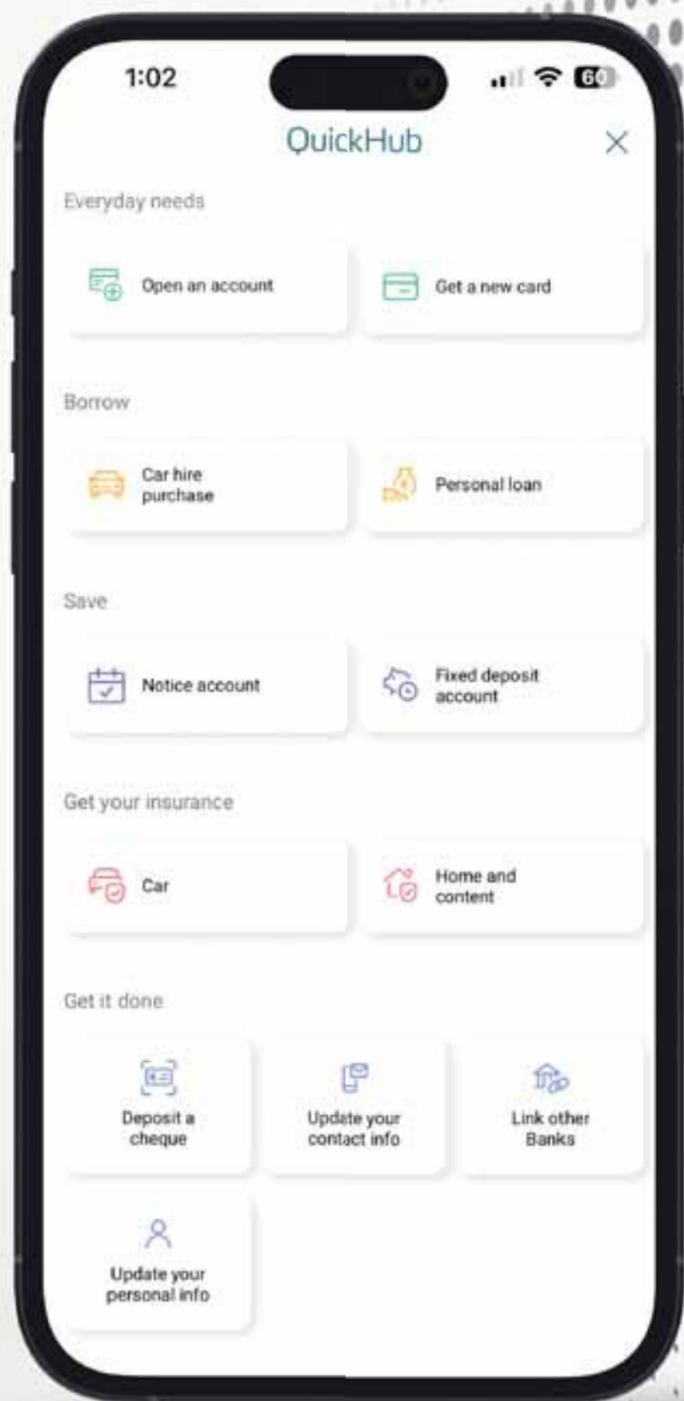 1:02
60
QuickHub
Everyday needs
Open an account
Get a new card
Borrow
Car hire
purchase
Personal loan
Save
Notice account
Fixed deposit
account
Get your insurance
Car
Home and
content
Get it done
Deposit a
cheque
Update your
contact info
Link other
Banks
Update your
personal info